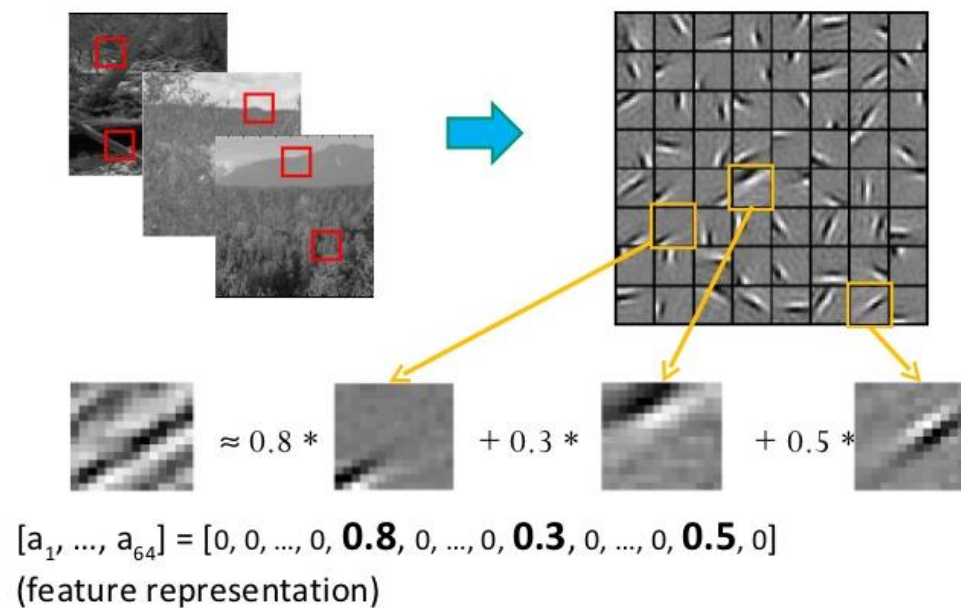 ≈ 0.8 * + 0.3 * + 0.5 *
[a₁, ..., a₆₄] = [0, 0, ..., 0, 0.8, 0, ..., 0, 0.3, 0, ..., 0, 0.5, 0]
(feature representation)